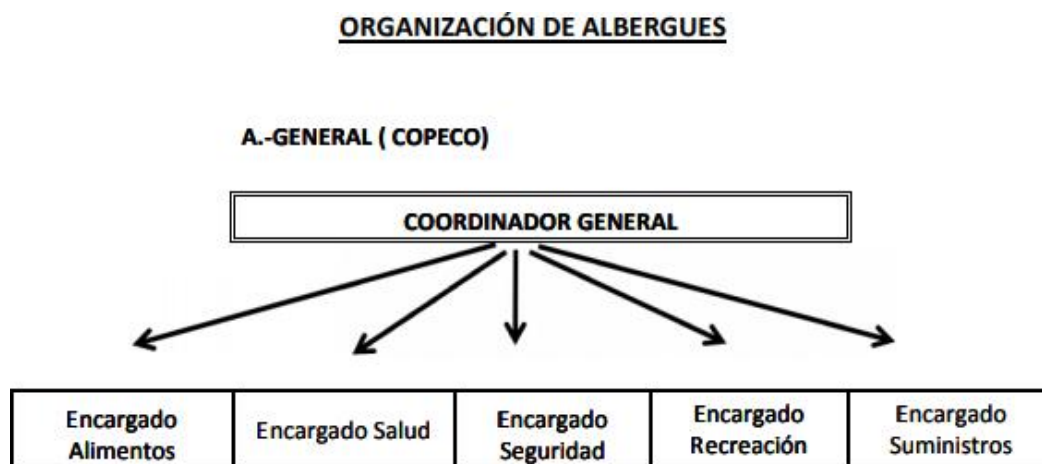 ORGANIZACIÓN DE ALBERGUES
A.-GENERAL ( COPECO)
COORDINADOR GENERAL
Encargado
Alimentos
Encargado Salud
Encargado
Seguridad
Encargado
Recreación
Encargado
Suministros